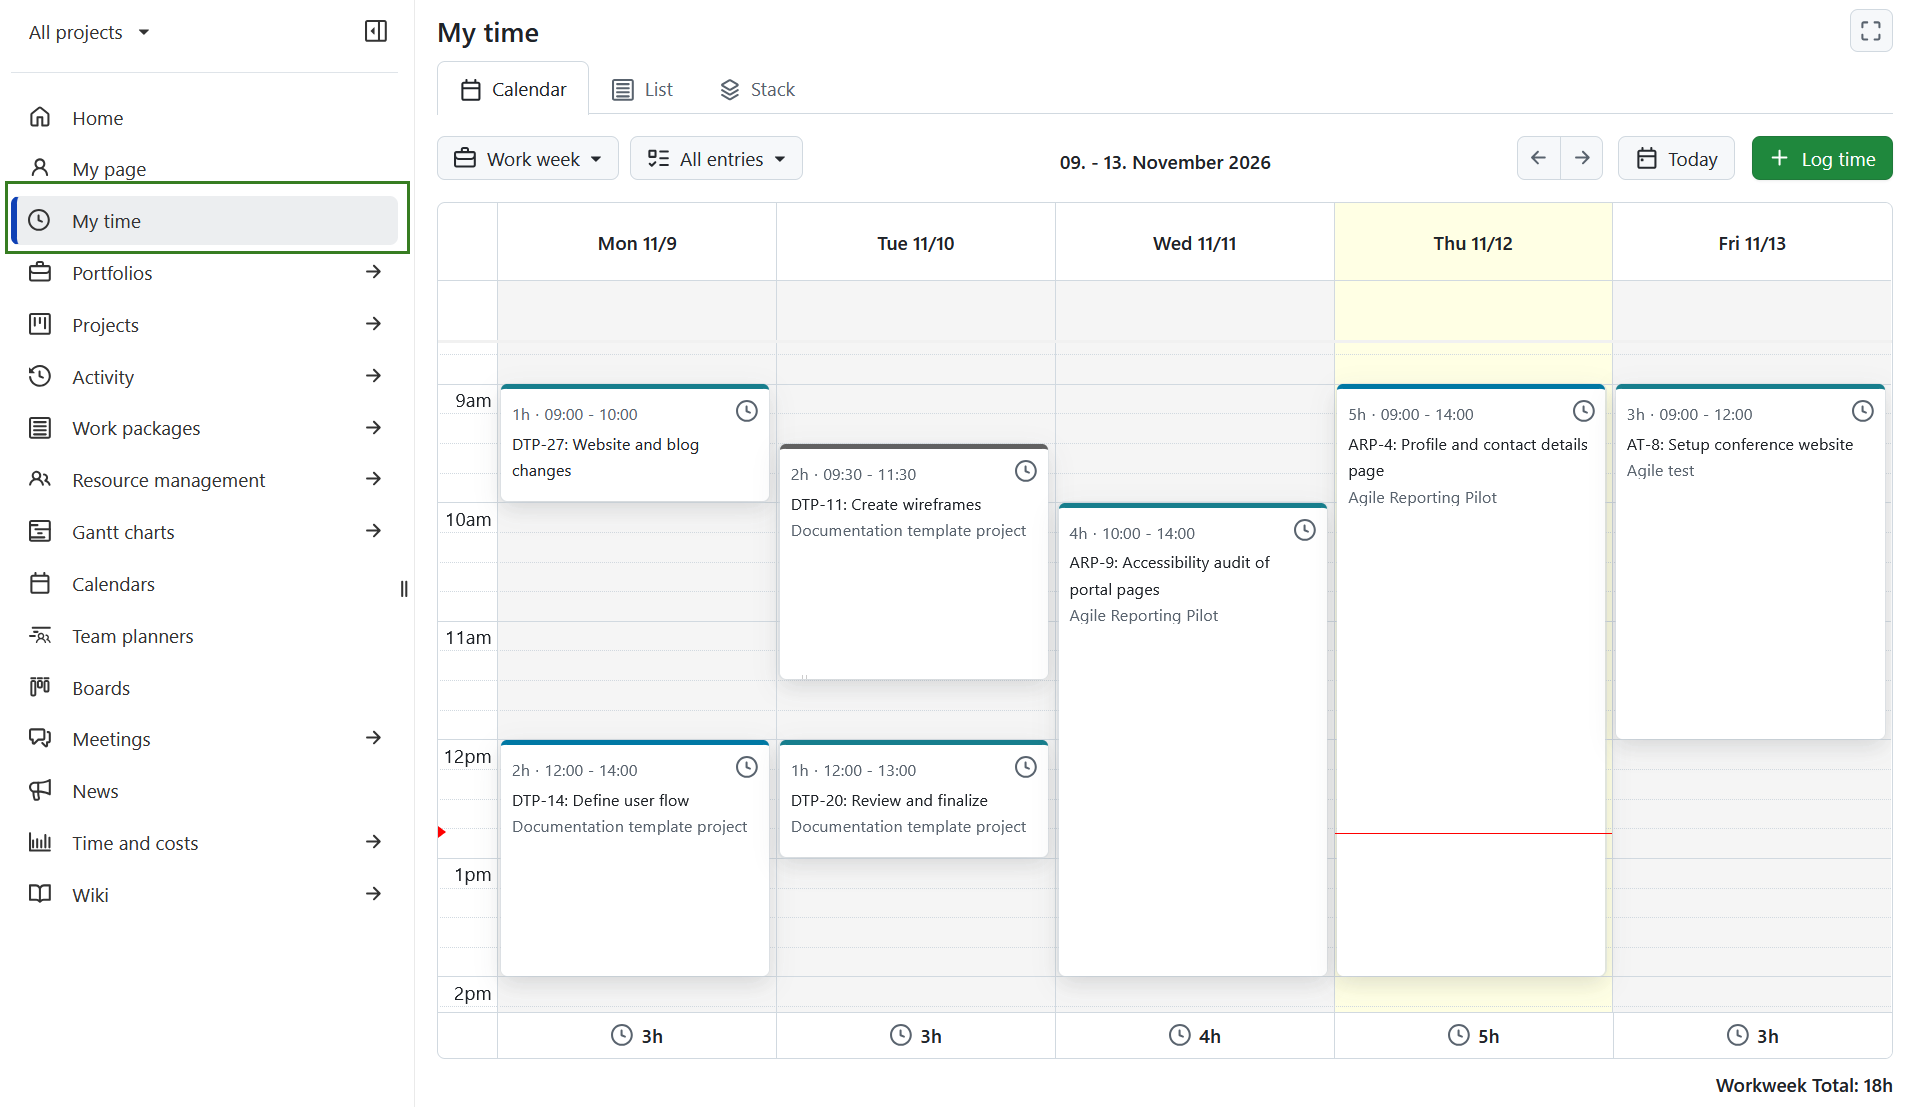 All projects
Home
My page
My time
Portfolios
Projects
Activity
Work packages
Resource management
Gantt charts
Calendars
Team planners
Boards
Meetings
News
Time and costs
Wiki
My time
Calendar
List
Stack
Work week
All entries
09. - 13. November 2026
Today
Log time
Mon 11/9
Tue 11/10
Wed 11/11
Thu 11/12
Fri 11/13
9am
10am
11am
12pm
1pm
2pm
1h · 09:00 - 10:00
DTP-27: Website and blog
changes
2h · 12:00 - 14:00
DTP-14: Define user flow
Documentation template project
2h · 09:30 - 11:30
DTP-11: Create wireframes
Documentation template project
1h · 12:00 - 13:00
DTP-20: Review and finalize
Documentation template project
4h · 10:00 - 14:00
ARP-9: Accessibility audit of
portal pages
Agile Reporting Pilot
5h · 09:00 - 14:00
ARP-4: Profile and contact details
page
Agile Reporting Pilot
3h · 09:00 - 12:00
AT-8: Setup conference website
Agile test
3h
3h
4h
5h
3h
Workweek Total: 18h